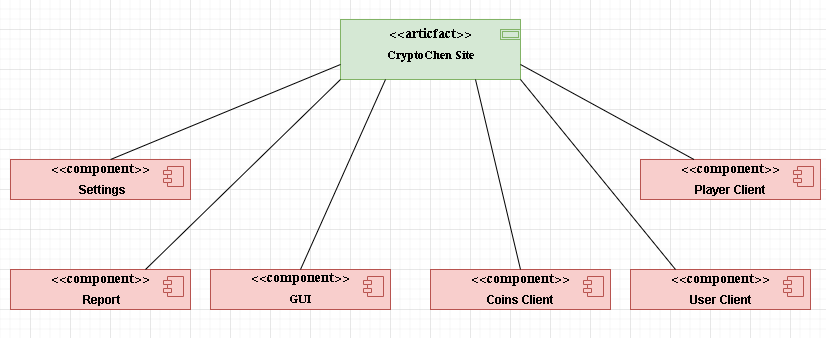 <<articfact>>
CryptoChen Site
<<component>>
Settings
<<component>>
Player Client
<<component>>
Report
<<component>>
GUI
<<component>>
Coins Client
<<component>>
User Client